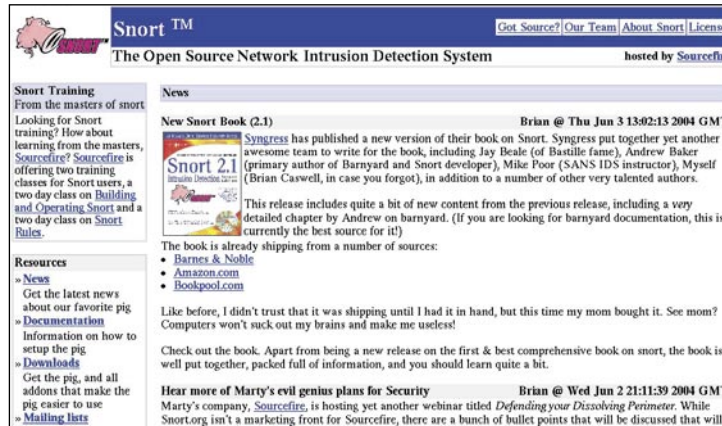 SNORT
Snort ™
Got Source? Our Team About Snort Licens
The Open Source Network Intrusion Detection System
hosted by Sourcefi
Snort Training
From the masters of snort
Looking for Snort
training? How about
learning from the masters,
Sourcefire? Sourcefire is
offering two training
classes for Snort users, a
two day class on Building
and Operating Snort and a
two day class on Snort
Rules.
Resources
» News
Get the latest news
about our favorite pig
» Documentation
Information on how to
setup the pig
» Downloads
Get the pig, and all
addons that make the
pig easier to use
» Mailing lists
News
New Snort Book (2.1)
Brian @ Thu Jun 3 13:02:13 2004 GM
Snort 2.1
Intrusion Detection
Syngress has published a new version of their book on Snort. Syngress put together yet another
awesome team to write for the book, including Jay Beale (of Bastille fame), Andrew Baker
(primary author of Barnyard and Snort developer), Mike Poor (SANS IDS instructor), Myself
(Brian Caswell, in case you forgot), in addition to a number of other very talented authors.
This release includes quite a bit of new content from the previous release, including a very
detailed chapter by Andrew on barnyard. (If you are looking for barnyard documentation, this is
currently the best source for it!)
The book is already shipping from a number of sources:
• Barnes & Noble
• Amazon.com
• Bookpool.com
Like before, I didn't trust that it was shipping until I had it in hand, but this time my mom bought it. See mom?
Computers won't suck out my brains and make me useless!
Check out the book. Apart from being a new release on the first & best comprehensive book on snort, the book is
well put together, packed full of information, and you should learn quite a bit.
Hear more of Marty's evil genius plans for Security
Brian @ Wed Jun 2 21:11:39 2004 GM
Marty's company, Sourcefire, is hosting yet another webinar titled Defending your Dissolving Perimeter. While
Snort.org isn't a marketing front for Sourcefire, there are a bunch of bullet points that will be discussed that will